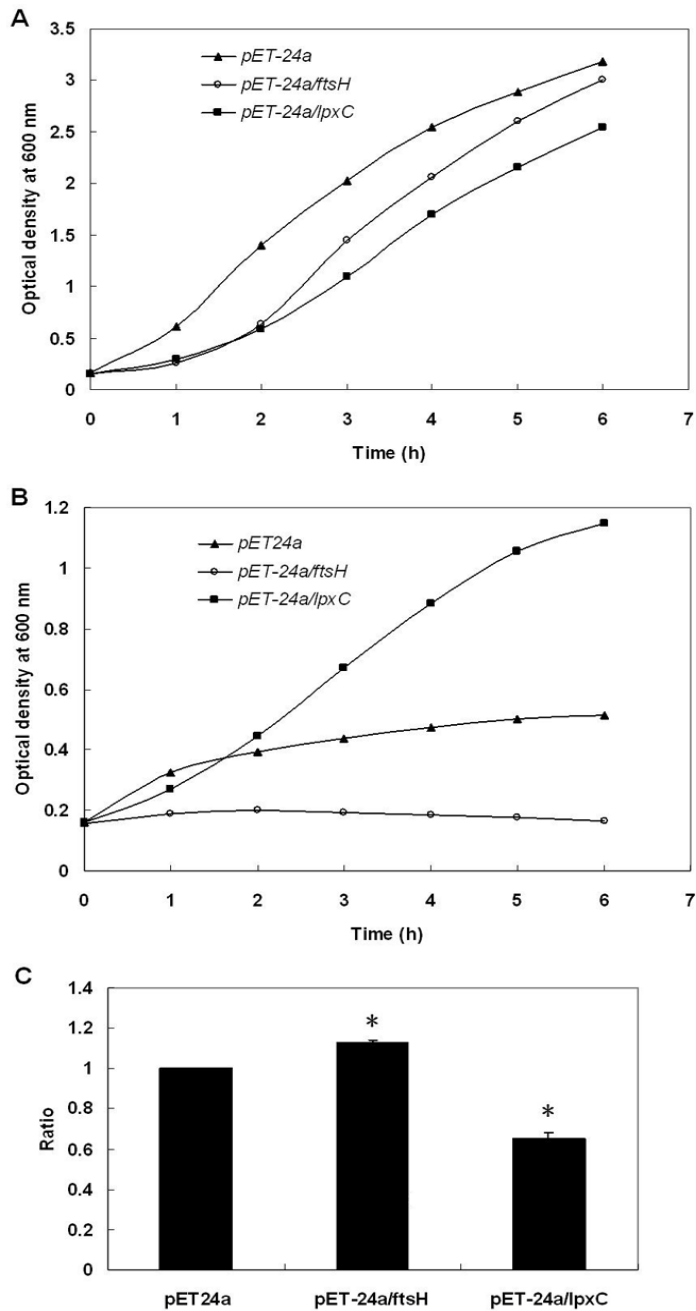 A
3.5
3
2.5
2
1.5
1
0.5
0
Optical density at 600 nm
pET-24a
pET-24a/ftsH
pET-24a/lpxC
0 1 2 3 4 5 6 7
Time (h)
B
1.2
1
0.8
0.6
0.4
0.2
0
Optical density at 600 nm
pET24a
pET-24a/ftsH
pET-24a/lpxC
0 1 2 3 4 5 6 7
Time (h)
C
1.4
1.2
1
0.8
0.6
0.4
0.2
0
Ratio
*
*
pET24a pET-24a/ftsH pET-24a/lpxC